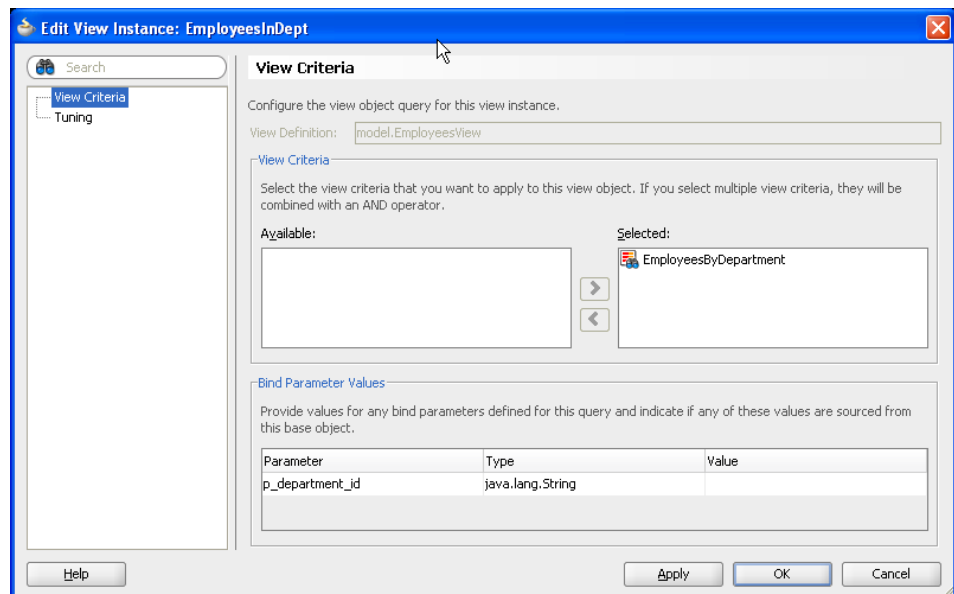 Edit View Instance: EmployeesInDept
Search
View Criteria
Tuning
View Criteria
Configure the view object query for this view instance.
View Definition: model.EmployeesView
View Criteria
Select the view criteria that you want to apply to this view object. If you select multiple view criteria, they will be
combined with an AND operator.
Available: Selected:
EmployeesByDepartment
Bind Parameter Values
Provide values for any bind parameters defined for this query and indicate if any of these values are sourced from
this base object.
Parameter Type Value
p_department_id java.lang.String
Help Apply OK Cancel